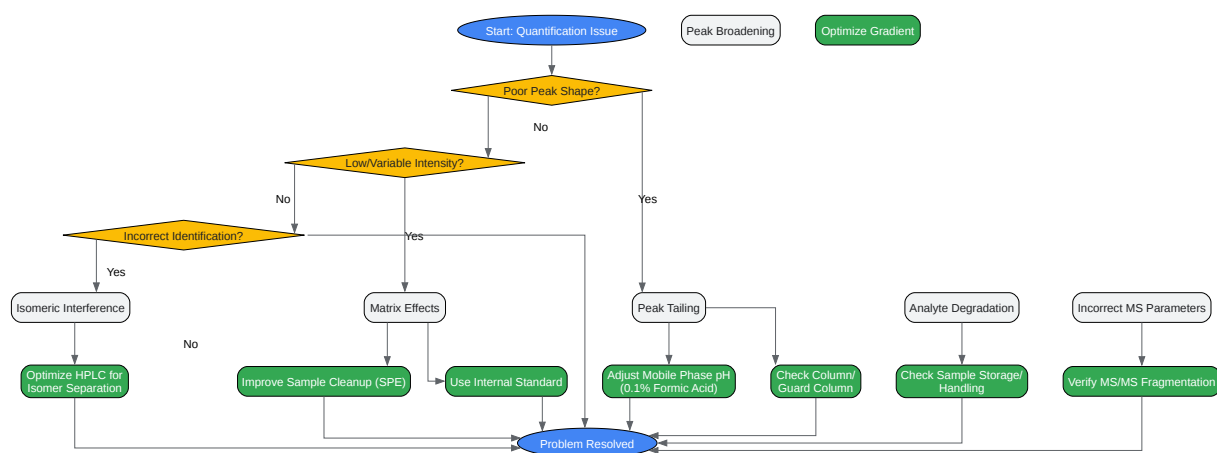 Start: Quantification Issue
Peak Broadening
Optimize Gradient
Poor Peak Shape?
No
Low/Variable Intensity?
No
Yes
Incorrect Identification?
Yes
Yes
Isomeric Interference
Matrix Effects
Peak Tailing
Analyte Degradation
Incorrect MS Parameters
No
Optimize HPLC for
Isomer Separation
Improve Sample Cleanup (SPE)
Use Internal Standard
Adjust Mobile Phase pH
(0.1% Formic Acid)
Check Column/
Guard Column
Check Sample Storage/
Handling
Verify MS/MS Fragmentation
Problem Resolved